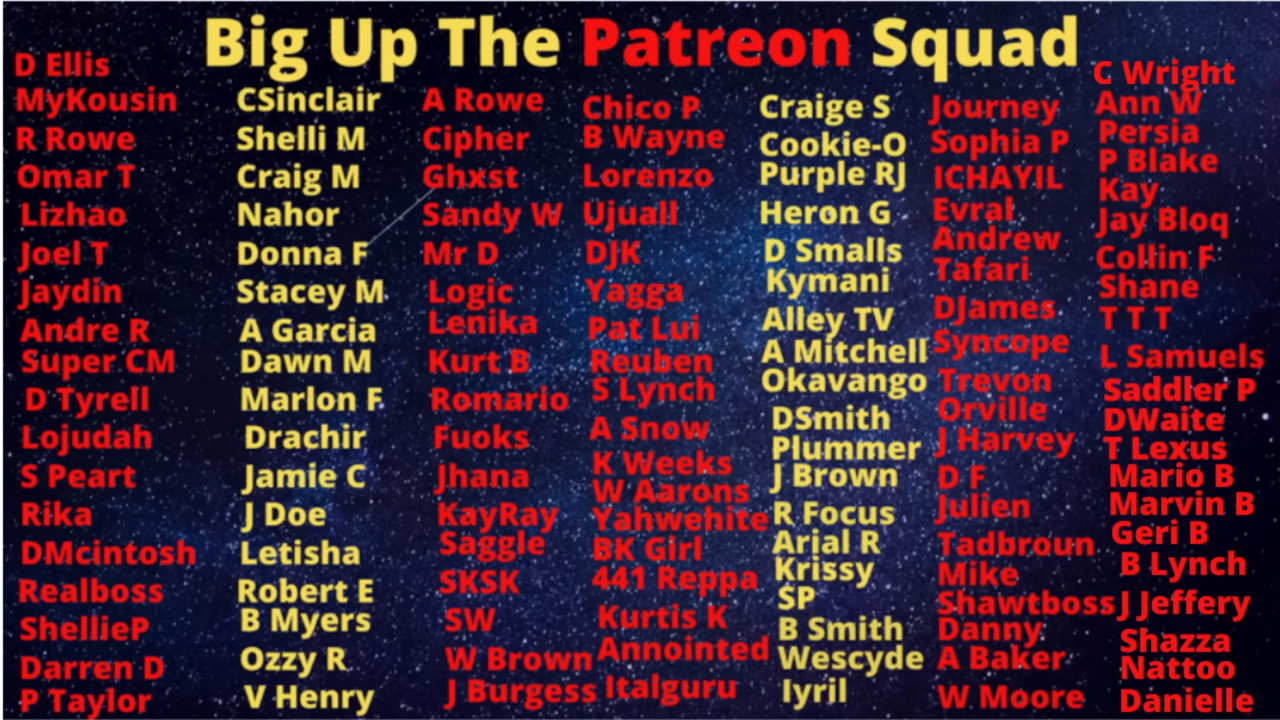 Big Up The Patreon Squad
D Ellis
MyKousin
R Rowe
Omar T
Lizhao
Joel T
Jaydin
Andre R
Super CM
D Tyrell
Lojudah
S Peart
Rika
DMcintosh
Realboss
ShellieP
Darren D
P Taylor
CSinclair
Shelli M
Craig M
Nahor
Donna F
Stacey M
A Garcia
Dawn M
Marlon F
Drachir
Jamie C
J Doe
Letisha
Robert E
B Myers
Ozzy R
V Henry
A Rowe
Cipher
Ghxst
Sandy W
Mr D
Logic
Lenika
Kurt B
Romario
Fuoks
Jhana
KayRay
Saggle
SKSK
SW
W Brown
J Burgess
Chico P
B Wayne
Lorenzo
Ujuall
DJK
Yagga
Pat Lui
Reuben
S Lynch
A Snow
K Weeks
W Aarons
Yahwehite
BK Girl
441 Reppa
Kurtis K
Annointed
Italguru
Craige S
Cookie-O
Purple RJ
Heron G
D Smalls
Kymani
Alley TV
A Mitchell
Okavango
DSmith
Plummer
J Brown
R Focus
Arial R
Krissy
SP
B Smith
Wescyde
Iyril
Journey
Sophia P
ICHAYIL
Evral
Andrew
Tafari
DJames
Syncope
Trevon
Orville
J Harvey
D F
Julien
Tadbroun
Mike
Shawtboss
Danny
A Baker
W Moore
C Wright
Ann W
Persia
P Blake
Kay
Jay Bloq
Collin F
Shane
T T T
L Samuels
Saddler P
DWaite
T Lexus
Mario B
Marvin B
Geri B
B Lynch
J Jeffery
Shazza
Nattoo
Danielle